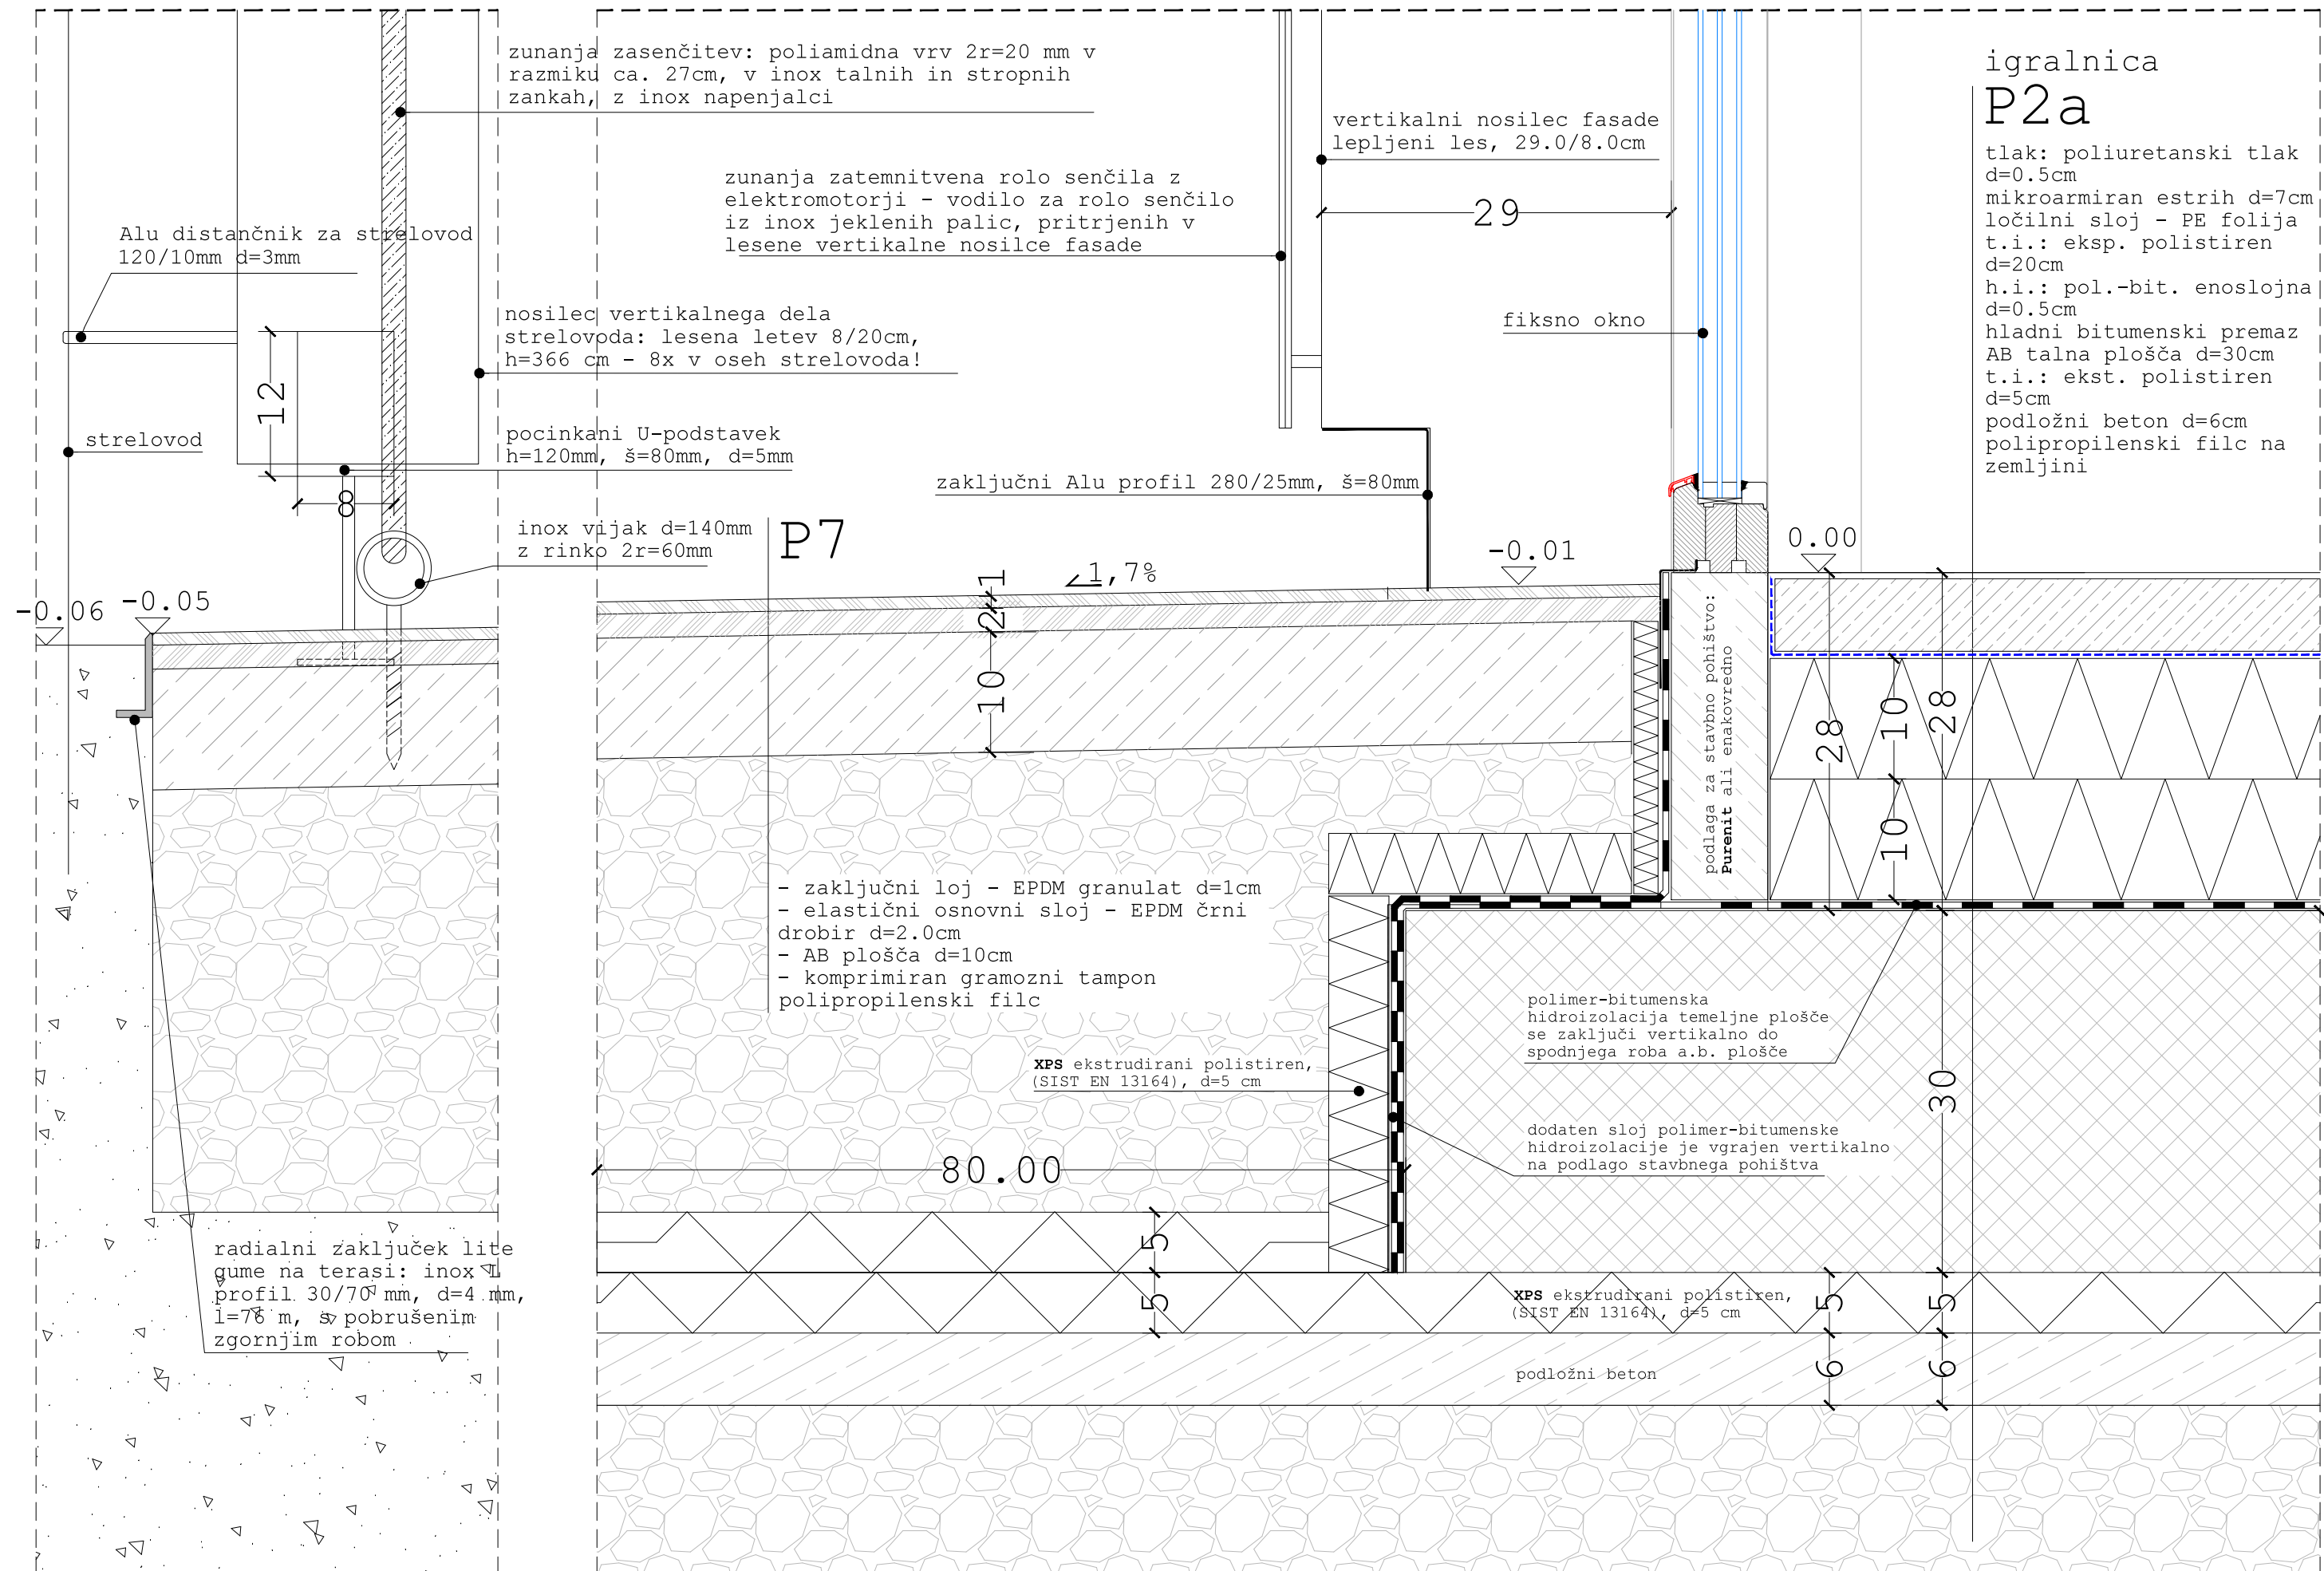 zunanja zasenčitev: poliamidna vrv 2r=20 mm v
razmiku ca. 27cm, v inox talnih in stropnih
zankah, z inox napenjalci
igralnica
P2a
tlak: poliuretanski tlak
d=0.5cm
mikroarmiran estrih d=7cm
ločilni sloj - PE folija
t.i.: eksp. polistiren
d=20cm
h.i.: pol.-bit. enoslojna
d=0.5cm
hladni bitumenski premaz
AB talna plošča d=30cm
t.i.: ekst. polistiren
d=5cm
podložni beton d=6cm
polipropilenski filc na
zemljini
vertikalni nosilec fasade
lepljeni les, 29.0/8.0cm
zunanja zatemnitvena rolo senčila z
elektromotorji - vodilo za rolo senčilo
iz inox jeklenih palic, pritrjenih v
lesene vertikalne nosilce fasade
29
Alu distančnik za strelovod
120/10mm d=3mm
nosilec vertikalnega dela
strelovoda: lesena letev 8/20cm,
h=366 cm - 8x v oseh strelovoda!
fiksno okno
12
strelovod
pocinkani U-podstavek
h=120mm, š=80mm, d=5mm
zaključni Alu profil 280/25mm, š=80mm
8
inox vijak d=140mm
z rinko 2r=60mm
P7
1,7%
-0.01
0.00
-0.06
-0.05
1
2
10
podlaga za stavbno pohištvo:
Purenit ali enakovredno
28
10
10
28
- zaključni loj - EPDM granulat d=1cm
- elastični osnovni sloj - EPDM črni
drobir d=2.0cm
- AB plošča d=10cm
- komprimiran gramozni tampon
polipropilenski filc
polimer-bitumenska
hidroizolacija temeljne plošče
se zaključi vertikalno do
spodnjega roba a.b. plošče
XPS ekstrudirani polistiren,
(SIST EN 13164), d=5 cm
30
dodaten sloj polimer-bitumenske
hidroizolacije je vgrajen vertikalno
na podlago stavbnega pohištva
80.00
radialni zaključek lite
gume na terasi: inox L
profil 30/70 mm, d=4 mm,
l=76 m, s pobrušenim
zgornjim robom
5
5
XPS ekstrudirani polistiren,
(SIST EN 13164), d=5 cm
5
5
podložni beton
6
6